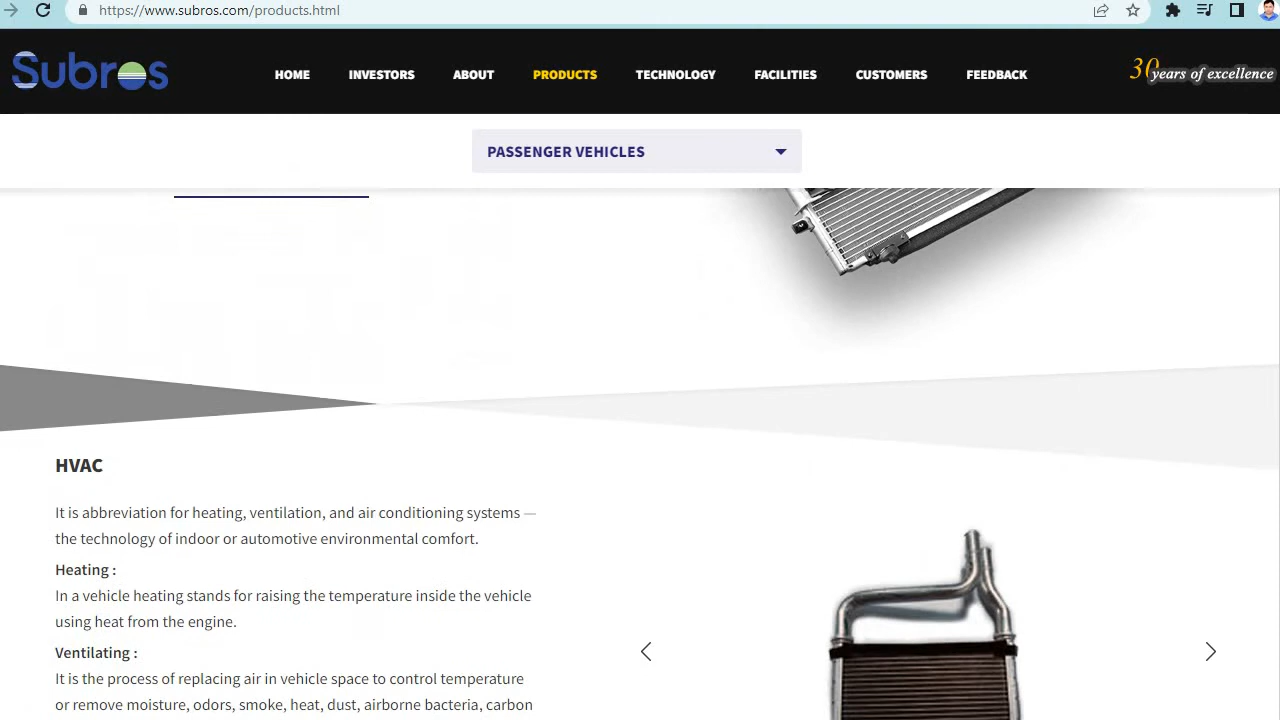 https://www.subros.com/products.html
Subros
HOME INVESTORS ABOUT PRODUCTS TECHNOLOGY FACILITIES CUSTOMERS FEEDBACK
30 years of excellence
PASSENGER VEHICLES
HVAC
It is abbreviation for heating, ventilation, and air conditioning systems —
the technology of indoor or automotive environmental comfort.
Heating :
In a vehicle heating stands for raising the temperature inside the vehicle
using heat from the engine.
Ventilating :
It is the process of replacing air in vehicle space to control temperature
or remove moisture, odors, smoke, heat, dust, airborne bacteria, carbon